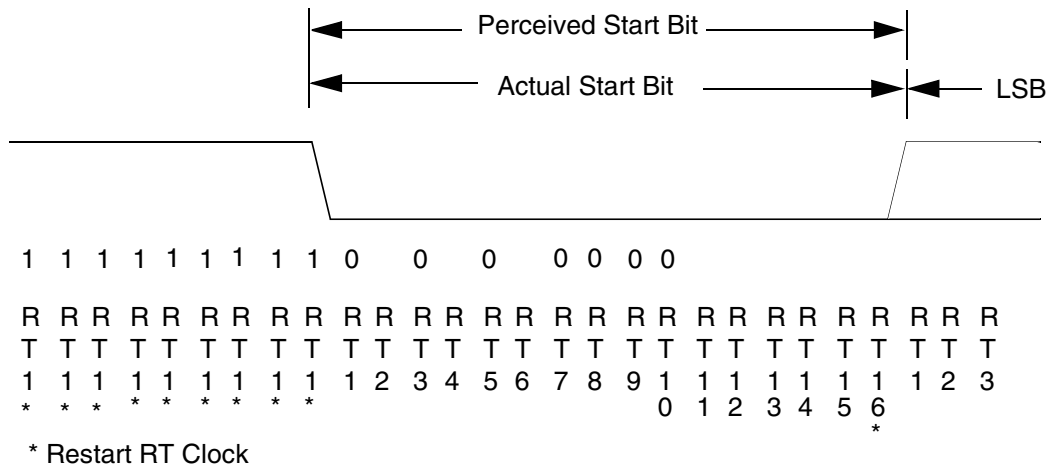 Perceived Start Bit
Actual Start Bit LSB
1 1 1 1 1 1 1 1 1 0 0 0 0 0 0 0
R R R R R R R R R R R R R R R R R R R R R R R R R R R R
T T T T T T T T T T T T T T T T T T T T T T T T T T T T
1 1 1 1 1 1 1 1 1 1 2 3 4 5 6 7 8 9 1 1 1 1 1 1 1 1 2 3
* * * * * * * * * 0 1 2 3 4 5 6
*
* Restart RT Clock